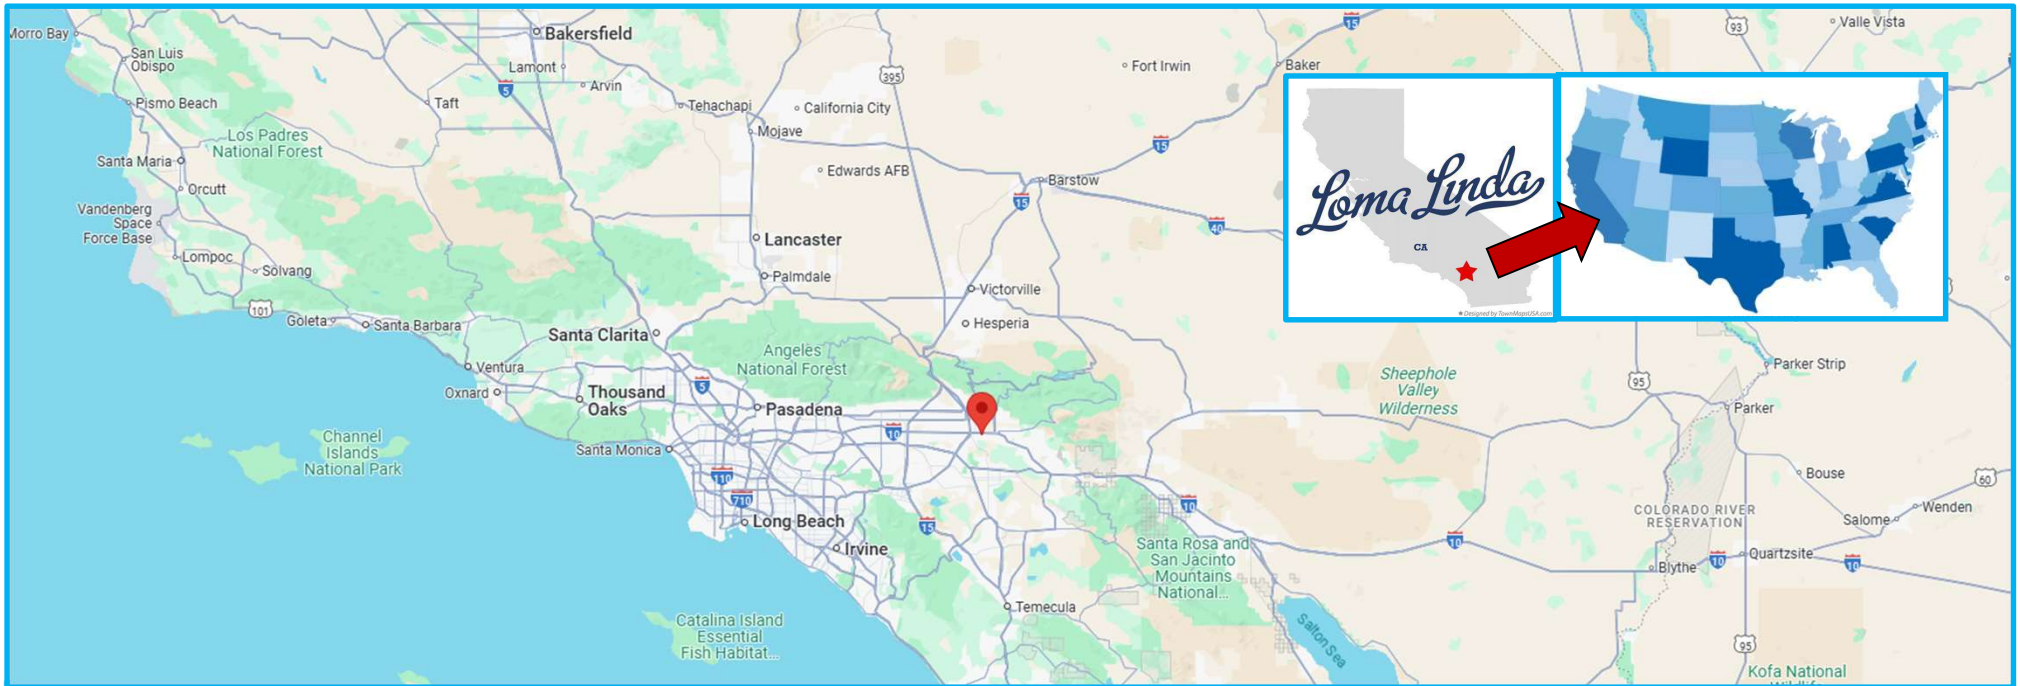 Morro Bay
San Luis
Obispo
Pismo Beach
Los Padres
National Forest
Santa Maria
Orcutt
Vandenberg
Space
Force Base
Lompoc
Solvang
101
Goleta
Santa Barbara
Bakersfield
Lamont
5
Arvin
Taft
Tehachapi
California City
Mojave
395
Edwards AFB
Fort Irwin
15
Baker
15
Barstow
15
40
93
Valle Vista
Loma Linda
CA
Designed by TownMapsUSA.com
Lancaster
Palmdale
Victorville
Hesperia
Santa Clarita
Angeles
National Forest
Ventura
Oxnard
Thousand
Oaks
5
Pasadena
10
Santa Monica
110
710
Long Beach
Irvine
15
Channel
Islands
National Park
Catalina Island
Essential
Fish Habitat...
Temecula
Santa Rosa and
San Jacinto
Mountains
National...
10
Salton Sea
Sheephole
Valley
Wilderness
10
95
Parker Strip
Parker
Bouse
60
COLORADO RIVER
RESERVATION
Salome
Wenden
Blythe
10
Quartzsite
10
95
Kofa National